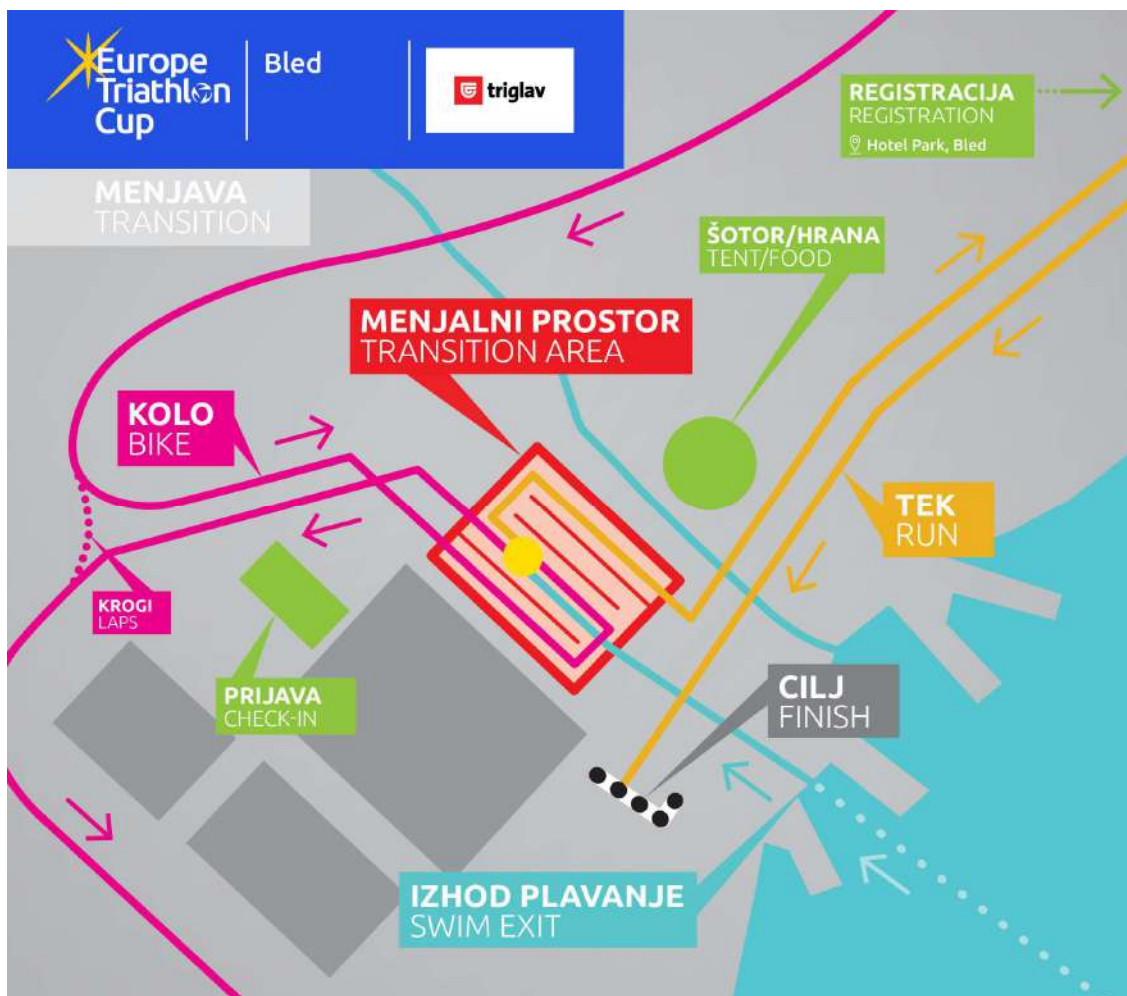 Europe
Triathlon
Cup
Bled
triglav
REGISTRACIJA
REGISTRATION
Hotel Park, Bled
MENJAVA
TRANSITION
ŠOTOR/HRANA
TENT/FOOD
MENJALNI PROSTOR
TRANSITION AREA
KOLO
BIKE
TEK
RUN
KROGI
LAPS
PRIJAVA
CHECK-IN
CILJ
FINISH
IZHOD PLAVANJE
SWIM EXIT